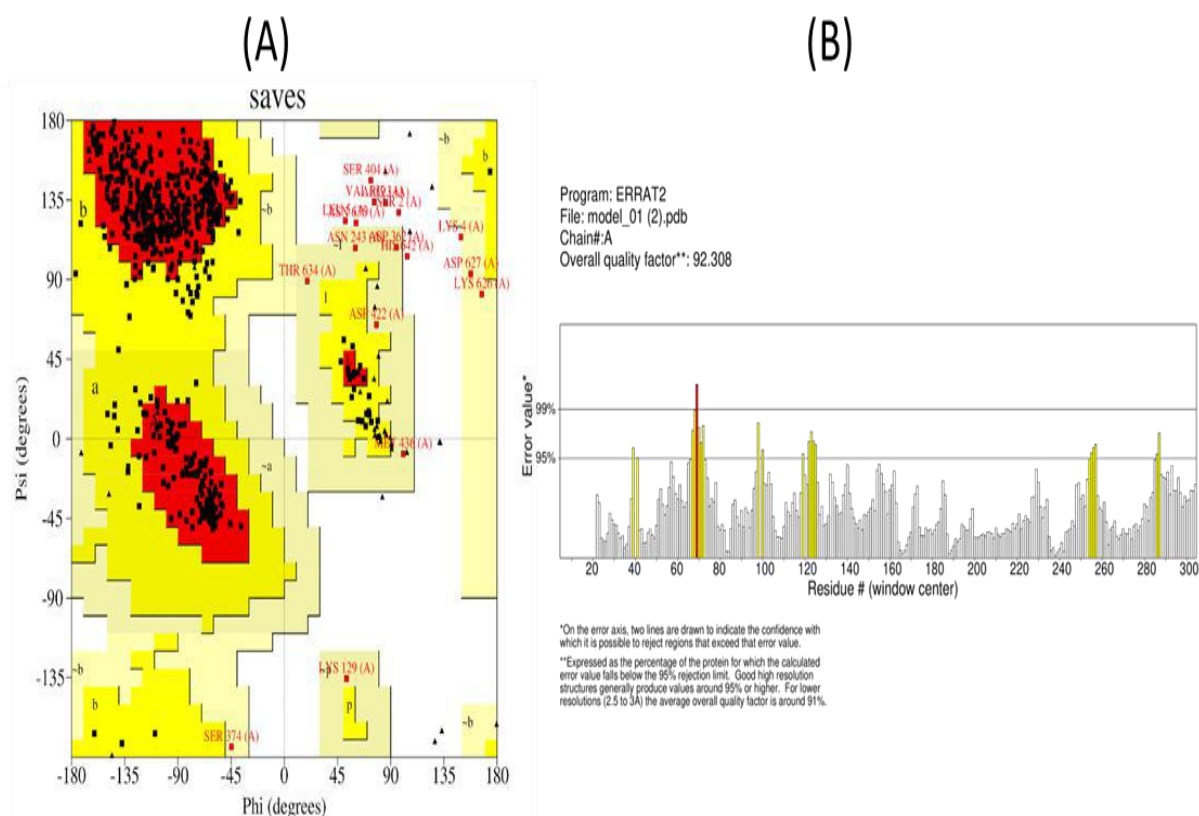 (A)
(B)
saves
180
135
90
45
0
-45
-90
-135
Psi (degrees)
b
~b
~b
b
a
~a
l
~l
~b
b
p
~b
SER 404 (A)
ASN 243 (A)
THR 634 (A)
LYS 4 (A)
ASP 627 (A)
LYS 626 (A)
ASP 422 (A)
MET 436 (A)
LYS 129 (A)
SER 374 (A)
-180 -135 -90 -45 0 45 90 135 180
Phi (degrees)
Program: ERRAT2
File: model_01 (2).pdb
Chain#:A
Overall quality factor**: 92.308
Error value*
99%
95%
20 40 60 80 100 120 140 160 180 200 220 240 260 280 300
Residue # (window center)
*On the error axis, two lines are drawn to indicate the confidence with
which it is possible to reject regions that exceed that error value.
**Expressed as the percentage of the protein for which the calculated
error value falls below the 95% rejection limit. Good high resolution
structures generally produce values around 95% or higher. For lower
resolutions (2.5 to 3A) the average overall quality factor is around 91%.